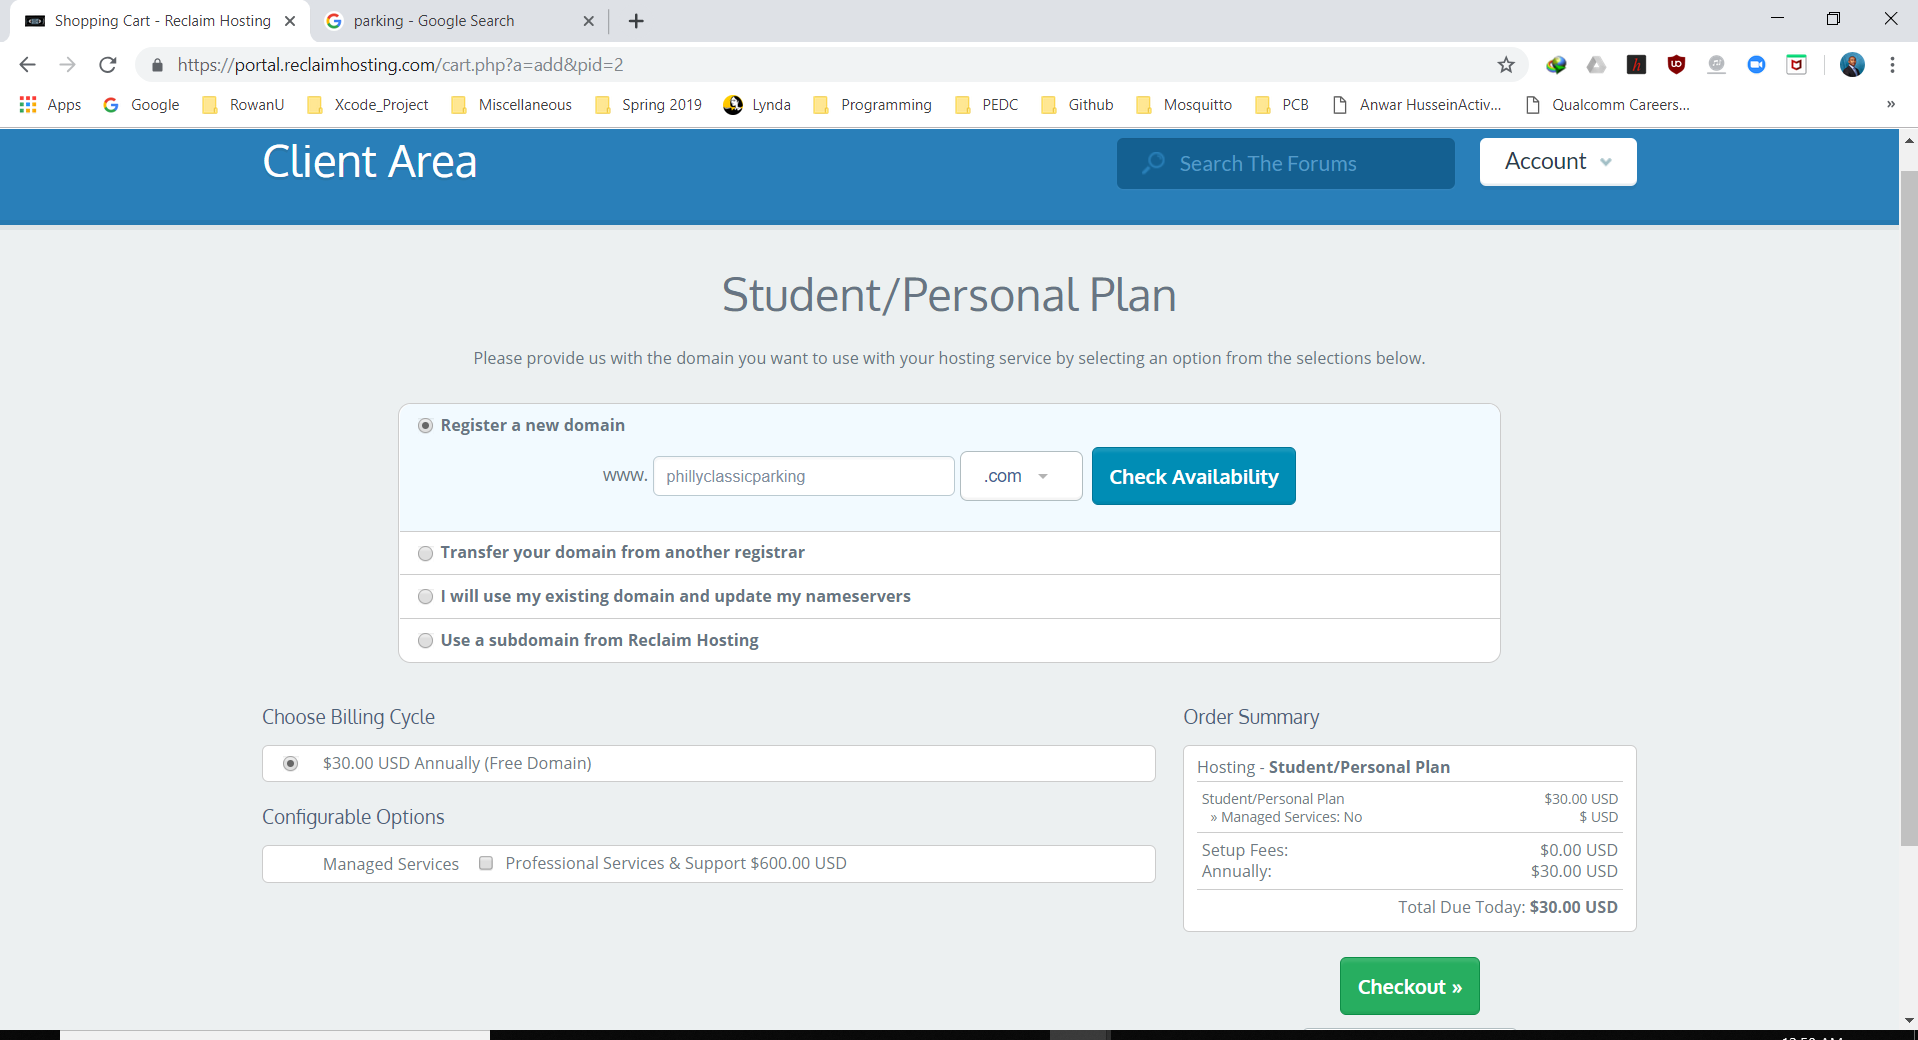 Shopping Cart - Reclaim Hosting
parking - Google Search
https://portal.reclaimhosting.com/cart.php?a=add&pid=2
Apps Google RowanU Xcode_Project Miscellaneous Spring 2019 Lynda Programming PEDC Github Mosquitto PCB Anwar HusseinActiv... Qualcomm Careers... »
Client Area
Search The Forums
Account
Student/Personal Plan
Please provide us with the domain you want to use with your hosting service by selecting an option from the selections below.
Register a new domain
www. phillyclassicparking .com Check Availability
Transfer your domain from another registrar
I will use my existing domain and update my nameservers
Use a subdomain from Reclaim Hosting
Choose Billing Cycle
$30.00 USD Annually (Free Domain)
Configurable Options
Managed Services Professional Services & Support $600.00 USD
Order Summary
Hosting - Student/Personal Plan
Student/Personal Plan $30.00 USD
» Managed Services: No $ USD
Setup Fees: $0.00 USD
Annually: $30.00 USD
Total Due Today: $30.00 USD
Checkout »